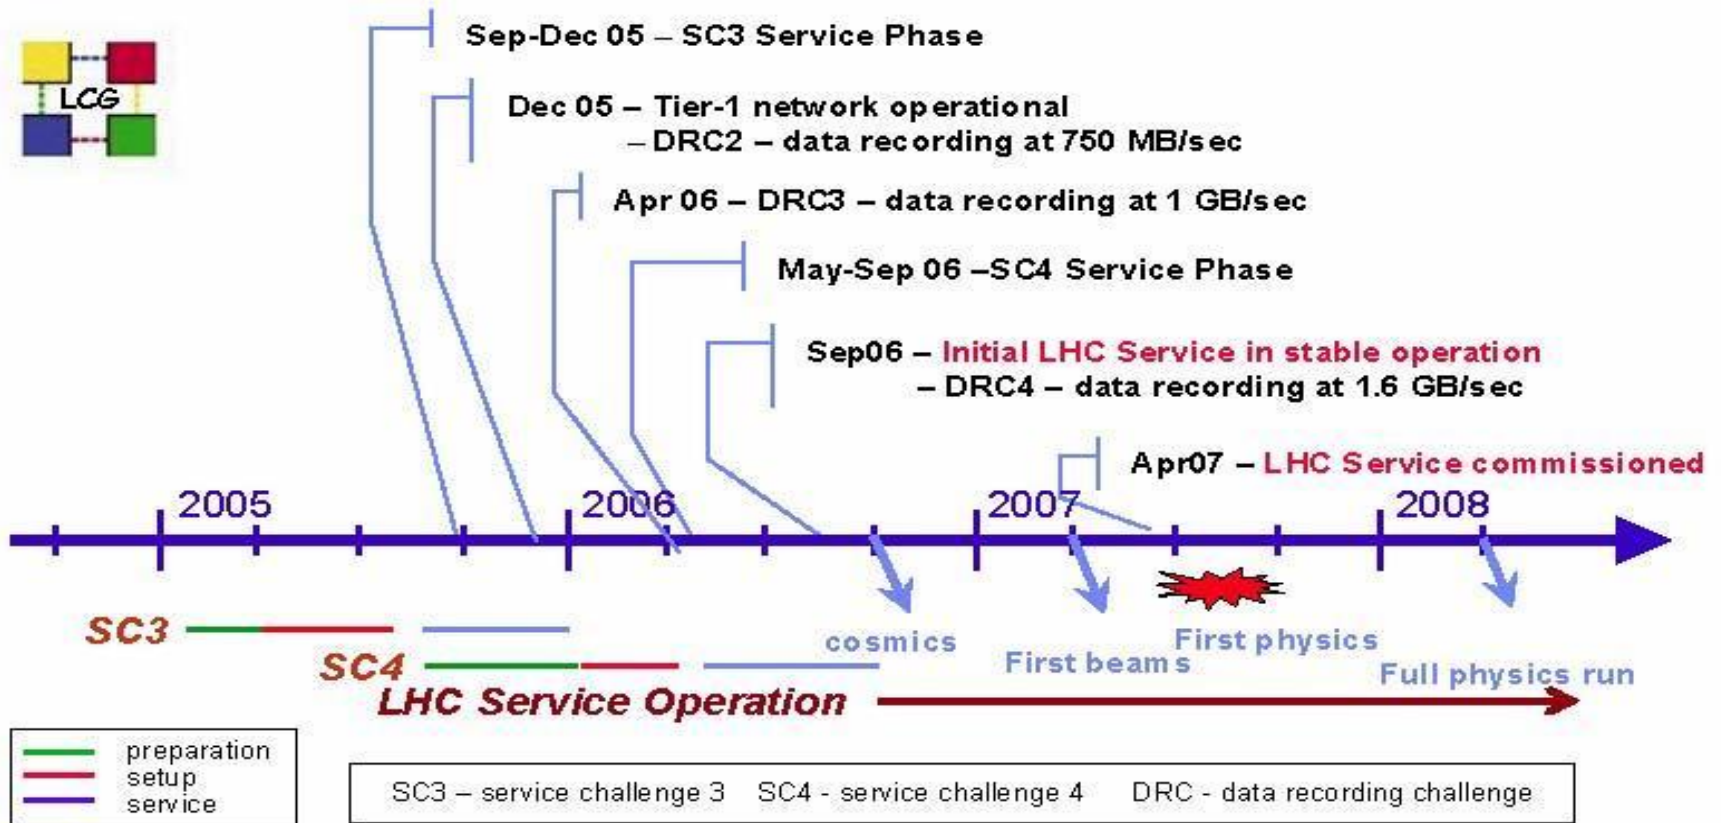 LCG
Sep-Dec 05 – SC3 Service Phase
Dec 05 – Tier-1 network operational
– DRC2 – data recording at 750 MB/sec
Apr 06 – DRC3 – data recording at 1 GB/sec
May-Sep 06 –SC4 Service Phase
Sep06 – Initial LHC Service in stable operation
– DRC4 – data recording at 1.6 GB/sec
Apr07 – LHC Service commissioned
2005 2006 2007 2008
SC3
SC4
LHC Service Operation
cosmics
First beams
First physics
Full physics run
preparation
setup
service
SC3 – service challenge 3 SC4 - service challenge 4 DRC - data recording challenge